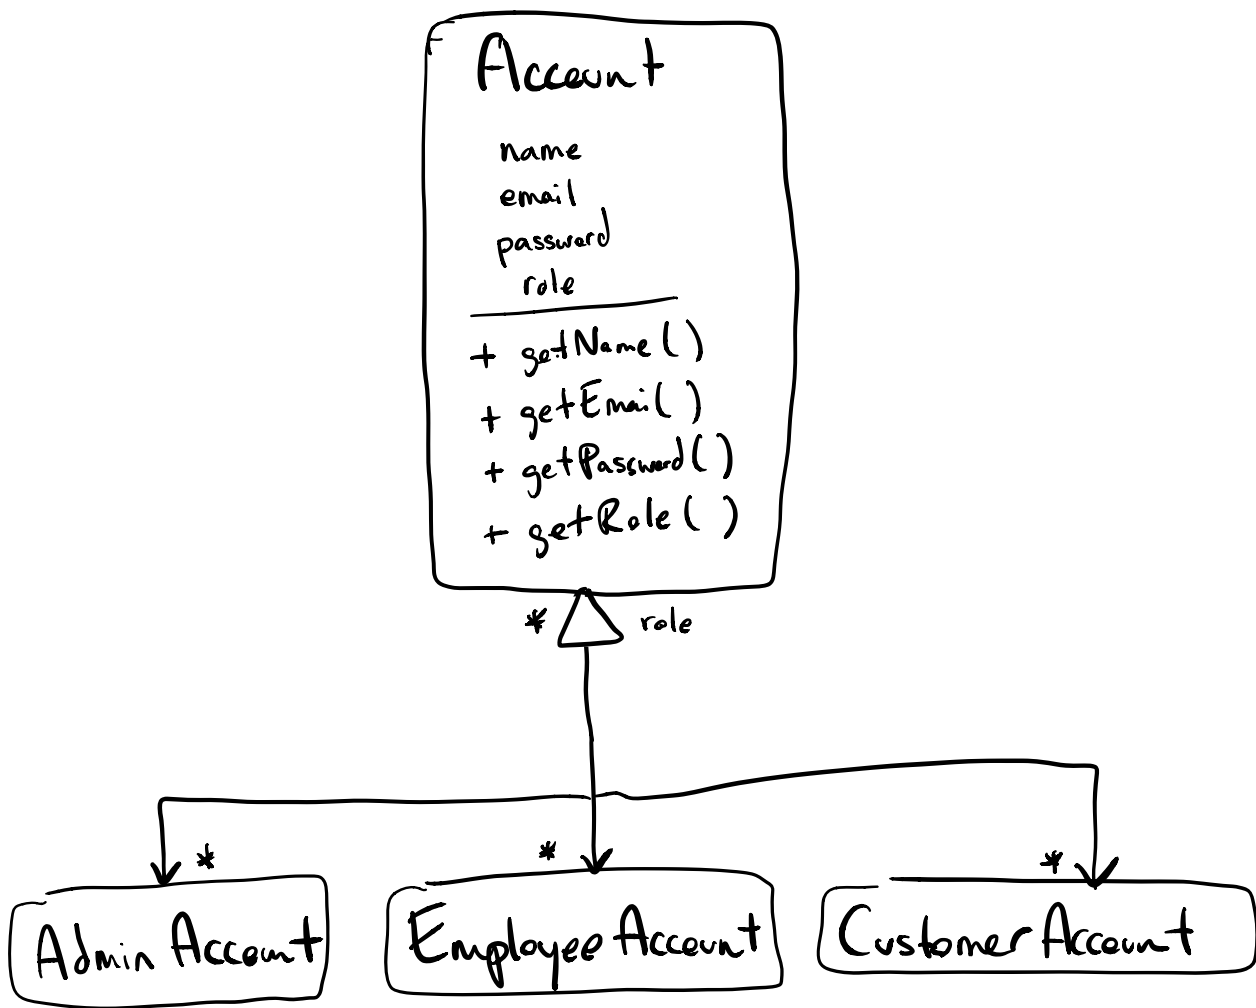 Account
name
email
password
role
+ getName()
+ getEmail()
+ getPassword()
+ getRole()
* role
* * *
Admin Account
Employee Account
Customer Account